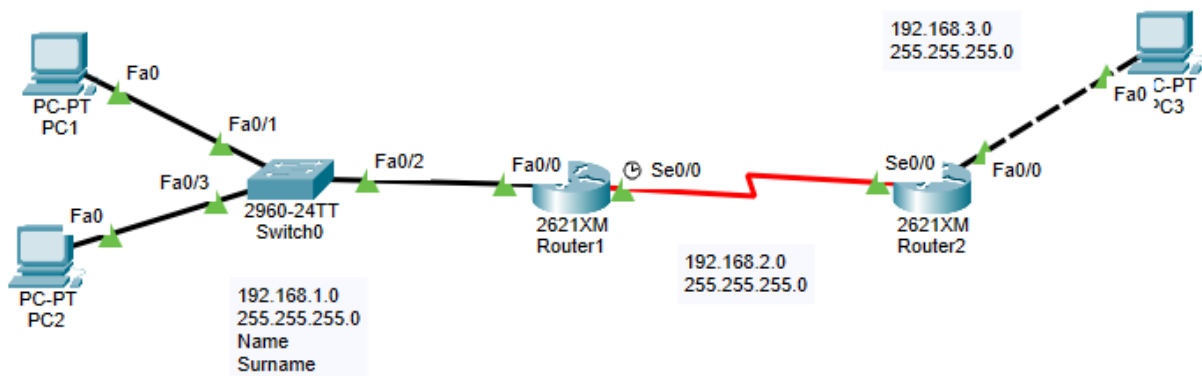 192.168.3.0
255.255.255.0
Fa0
PC-PT
PC1
Fa0/1
Fa0/3
Fa0
PC-PT
PC2
Fa0/2
2960-24TT
Switch0
192.168.1.0
255.255.255.0
Name
Surname
Fa0/0
2621XM
Router1
Se0/0
192.168.2.0
255.255.255.0
Se0/0
2621XM
Router2
Fa0/0
Fa0
C-PT
PC3